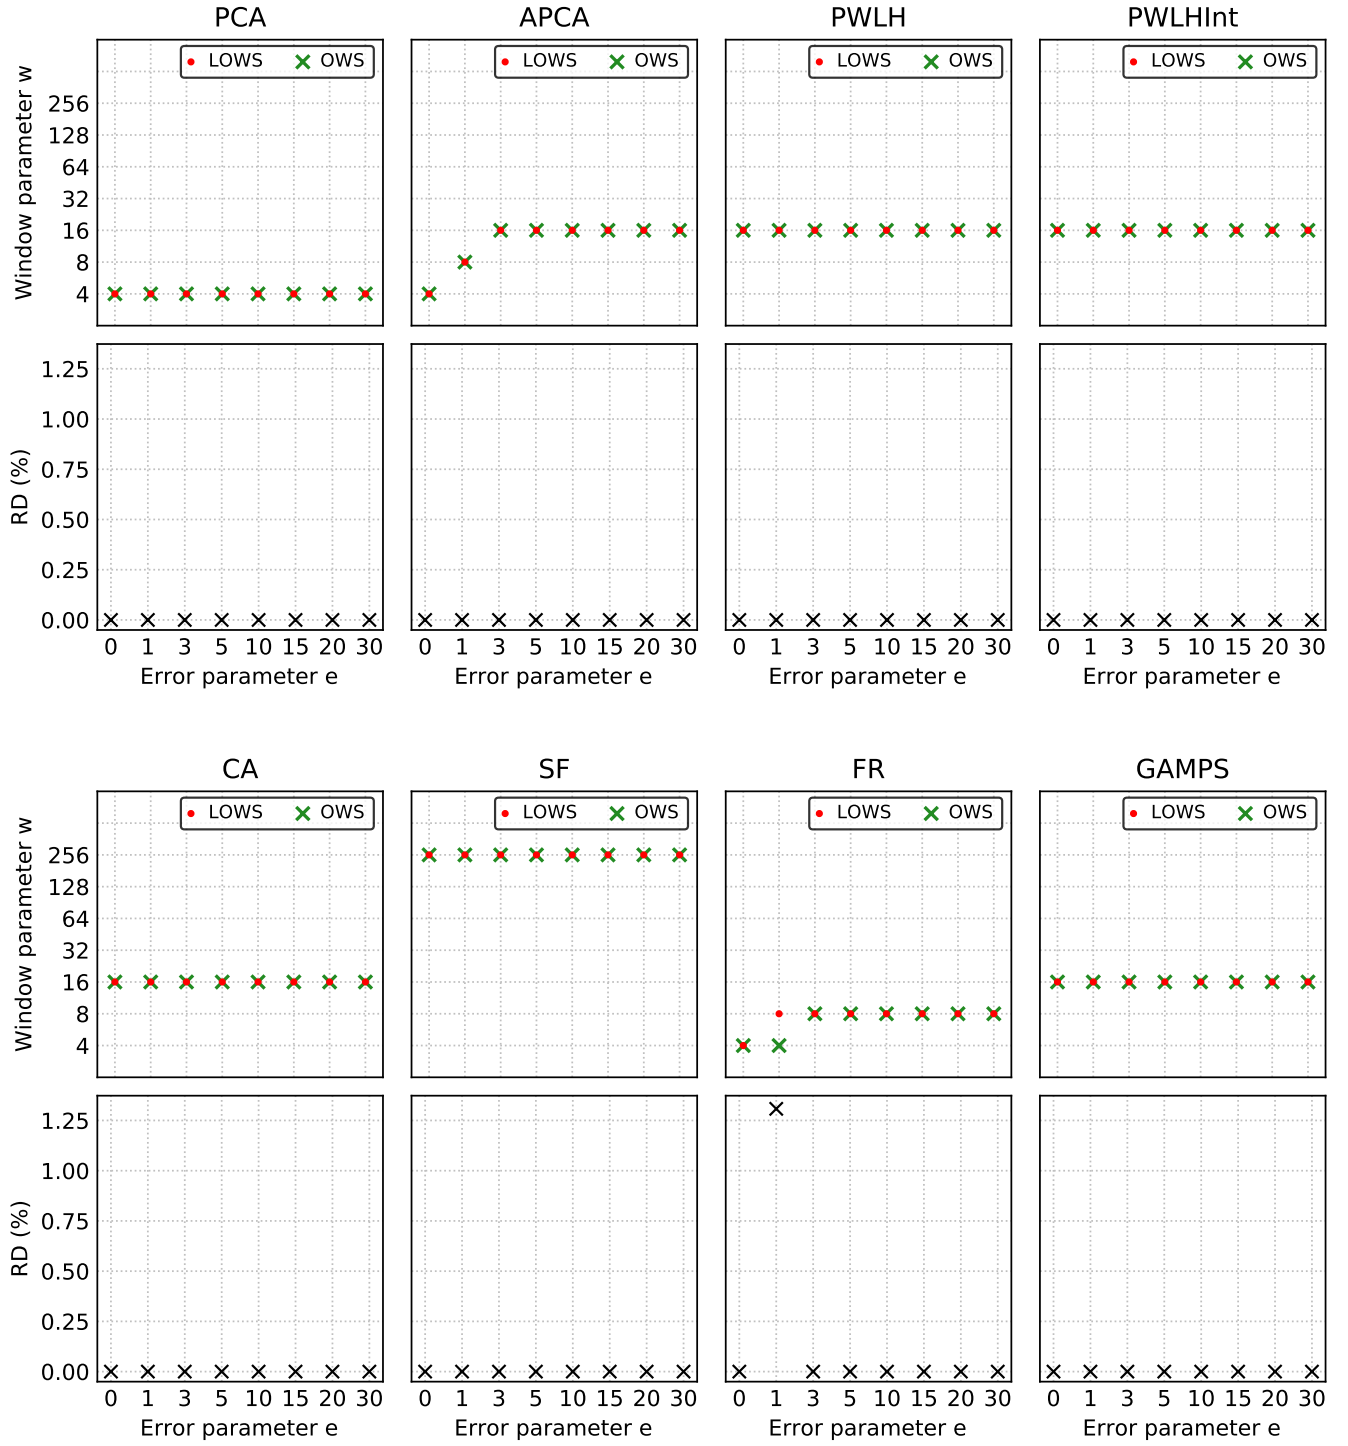 PCA APCA PWLH PWLHInt
LOWS OWS LOWS OWS LOWS OWS LOWS OWS
Window parameter w
256
128
64
32
16
8
4
RD (%)
1.25
1.00
0.75
0.50
0.25
0.00
0 1 3 5 10 15 20 30 0 1 3 5 10 15 20 30 0 1 3 5 10 15 20 30 0 1 3 5 10 15 20 30
Error parameter e Error parameter e Error parameter e Error parameter e
CA SF FR GAMPS
LOWS OWS LOWS OWS LOWS OWS LOWS OWS
Window parameter w
256
128
64
32
16
8
4
RD (%)
1.25
1.00
0.75
0.50
0.25
0.00
0 1 3 5 10 15 20 30 0 1 3 5 10 15 20 30 0 1 3 5 10 15 20 30 0 1 3 5 10 15 20 30
Error parameter e Error parameter e Error parameter e Error parameter e